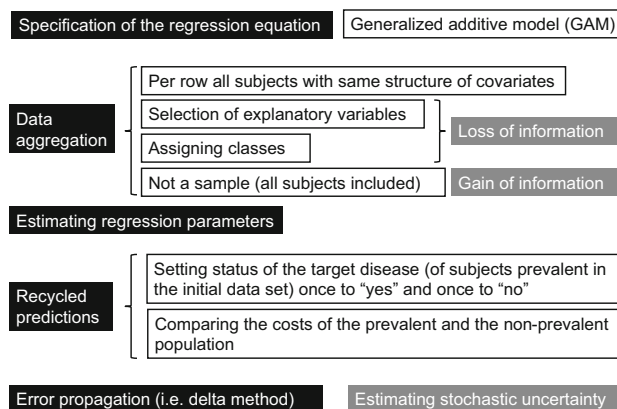 Specification of the regression equation
Generalized additive model (GAM)
Per row all subjects with same structure of covariates
Data
aggregation
Selection of explanatory variables
Assigning classes
Loss of information
Not a sample (all subjects included)
Gain of information
Estimating regression parameters
Recycled
predictions
Setting status of the target disease (of subjects prevalent in
the initial data set) once to “yes” and once to “no”
Comparing the costs of the prevalent and the non-prevalent
population
Error propagation (i.e. delta method)
Estimating stochastic uncertainty